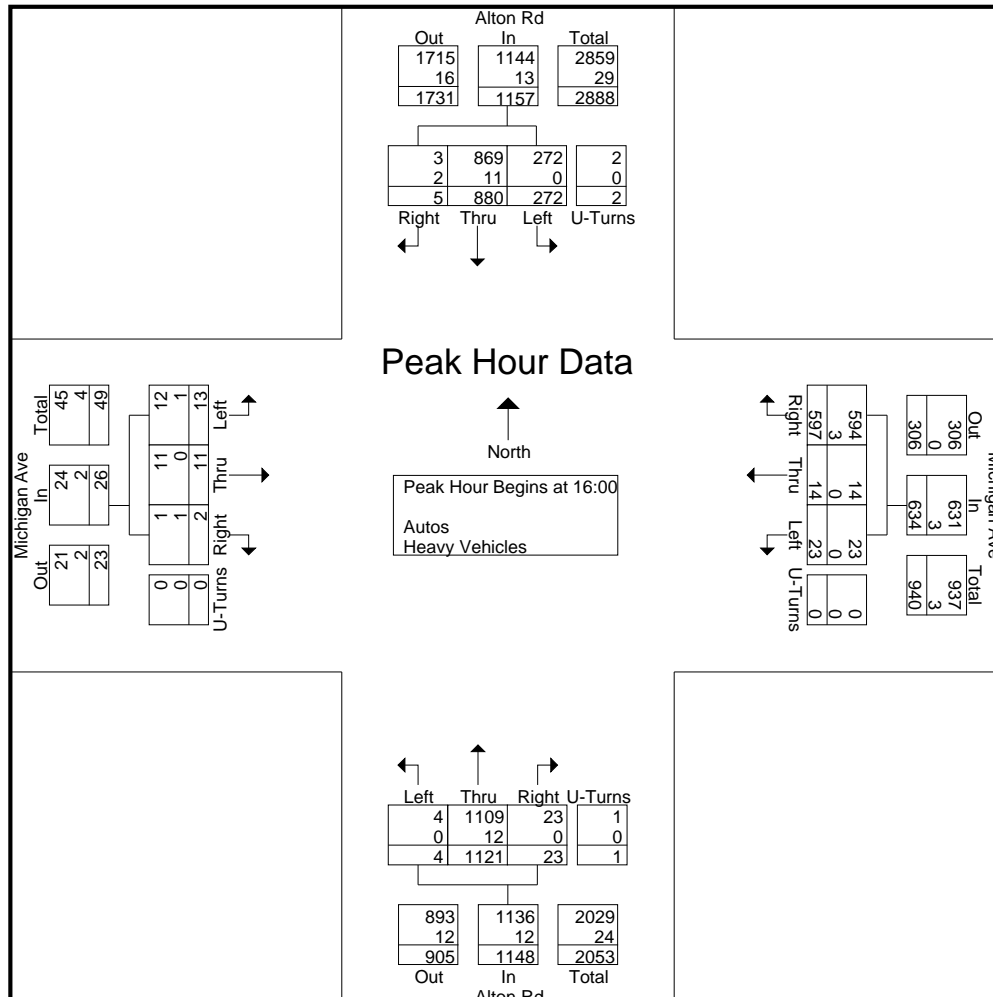 Alton Rd
Out In Total
1715 1144 2859
16 13 29
1731 1157 2888
3 869 272 2
2 11 0 0
5 880 272 2
Right Thru Left U-Turns
Peak Hour Data
North
Peak Hour Begins at 16:00
Autos
Heavy Vehicles
Michigan Ave
Out In Total
21 24 45
2 2 4
23 26 49
U-Turns Right Thru Left
0 1 11 12
0 1 0 1
0 2 11 13
Michigan Ave
Out In Total
306 631 937
0 3 3
306 634 940
594 14 23 0
3 0 0 0
597 14 23 0
Right Thru Left U-Turns
Left Thru Right U-Turns
4 1109 23 1
0 12 0 0
4 1121 23 1
893 1136 2029
12 12 24
905 1148 2053
Out In Total
Alton Rd